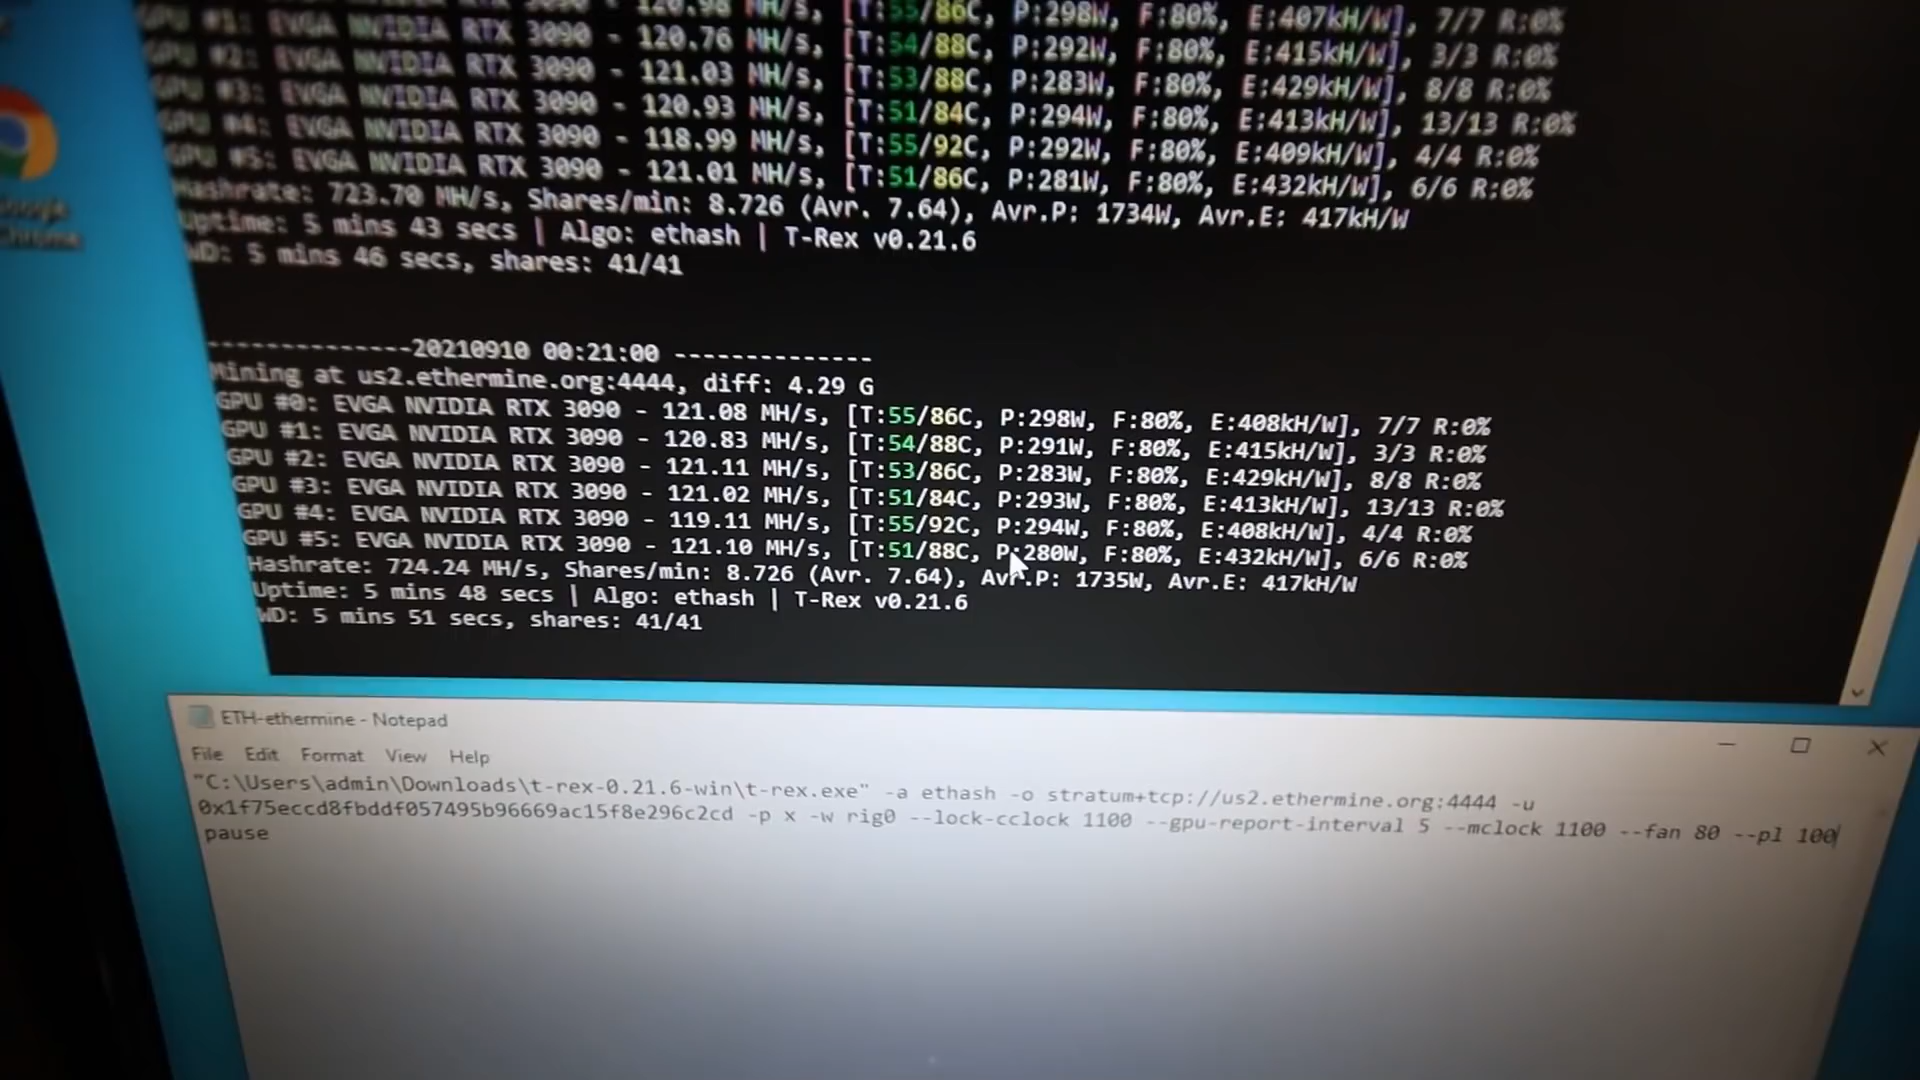 120.98 MH/s, [T:55/86C, P:298W, F:80%, E:407kH/W], 7/7 R:0%
GPU #1: EVGA NVIDIA RTX 3090 - 120.76 MH/s, [T:54/88C, P:292W, F:80%, E:415kH/W], 3/3 R:0%
GPU #2: EVGA NVIDIA RTX 3090 - 121.03 MH/s, [T:53/88C, P:283W, F:80%, E:429kH/W], 8/8 R:0%
GPU #3: EVGA NVIDIA RTX 3090 - 120.93 MH/s, [T:51/84C, P:294W, F:80%, E:413kH/W], 13/13 R:0%
GPU #4: EVGA NVIDIA RTX 3090 - 118.99 MH/s, [T:55/92C, P:292W, F:80%, E:409kH/W], 4/4 R:0%
GPU #5: EVGA NVIDIA RTX 3090 - 121.01 MH/s, [T:51/86C, P:281W, F:80%, E:432kH/W], 6/6 R:0%
Hashrate: 723.70 MH/s, Shares/min: 8.726 (Avr. 7.64), Avr.P: 1734W, Avr.E: 417kH/W
Uptime: 5 mins 43 secs | Algo: ethash | T-Rex v0.21.6
WD: 5 mins 46 secs, shares: 41/41
Google
Chrome
--------------20210910 00:21:00 --------------
Mining at us2.ethermine.org:4444, diff: 4.29 G
GPU #0: EVGA NVIDIA RTX 3090 - 121.08 MH/s, [T:55/86C, P:298W, F:80%, E:408kH/W], 7/7 R:0%
GPU #1: EVGA NVIDIA RTX 3090 - 120.83 MH/s, [T:54/88C, P:291W, F:80%, E:415kH/W], 3/3 R:0%
GPU #2: EVGA NVIDIA RTX 3090 - 121.11 MH/s, [T:53/86C, P:283W, F:80%, E:429kH/W], 8/8 R:0%
GPU #3: EVGA NVIDIA RTX 3090 - 121.02 MH/s, [T:51/84C, P:293W, F:80%, E:413kH/W], 13/13 R:0%
GPU #4: EVGA NVIDIA RTX 3090 - 119.11 MH/s, [T:55/92C, P:294W, F:80%, E:408kH/W], 4/4 R:0%
GPU #5: EVGA NVIDIA RTX 3090 - 121.10 MH/s, [T:51/88C, P:280W, F:80%, E:432kH/W], 6/6 R:0%
Hashrate: 724.24 MH/s, Shares/min: 8.726 (Avr. 7.64), Avr.P: 1735W, Avr.E: 417kH/W
Uptime: 5 mins 48 secs | Algo: ethash | T-Rex v0.21.6
WD: 5 mins 51 secs, shares: 41/41
ETH-ethermine - Notepad
File Edit Format View Help
"C:\Users\admin\Downloads\t-rex-0.21.6-win\t-rex.exe" -a ethash -o stratum+tcp://us2.ethermine.org:4444 -u
0x1f75eccd8fbddf057495b96669ac15f8e296c2cd -p x -w rig0 --lock-cclock 1100 --gpu-report-interval 5 --mclock 1100 --fan 80 --pl 100
pause